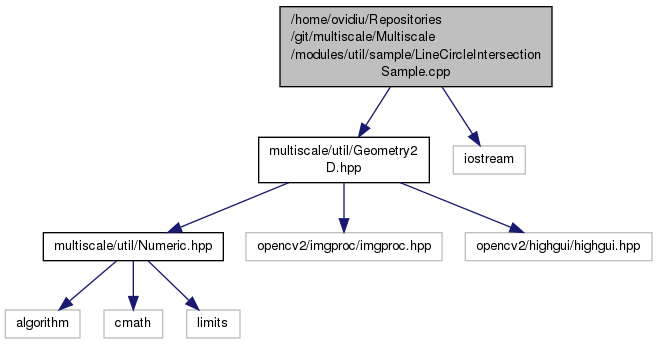 /home/ovidiu/Repositories
/git/multiscale/Multiscale
/modules/util/sample/LineCircleIntersection
Sample.cpp
multiscale/util/Geometry2
D.hpp
iostream
multiscale/util/Numeric.hpp
opencv2/imgproc/imgproc.hpp
opencv2/highgui/highgui.hpp
algorithm
cmath
limits